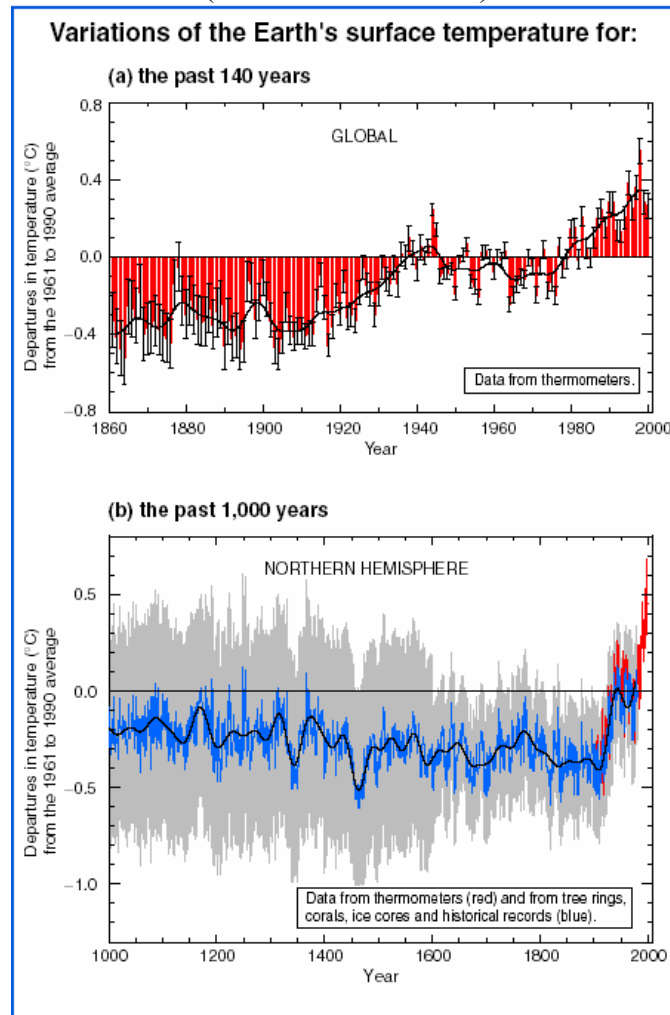 Variations of the Earth's surface temperature for:
(a) the past 140 years
GLOBAL
Departures in temperature (°C)
from the 1961 to 1990 average
0.8
0.4
0.0
−0.4
−0.8
Data from thermometers.
1860 1880 1900 1920 1940 1960 1980 2000
Year
(b) the past 1,000 years
NORTHERN HEMISPHERE
Departures in temperature (°C)
from the 1961 to 1990 average
0.5
0.0
−0.5
−1.0
Data from thermometers (red) and from tree rings,
corals, ice cores and historical records (blue).
1000 1200 1400 1600 1800 2000
Year